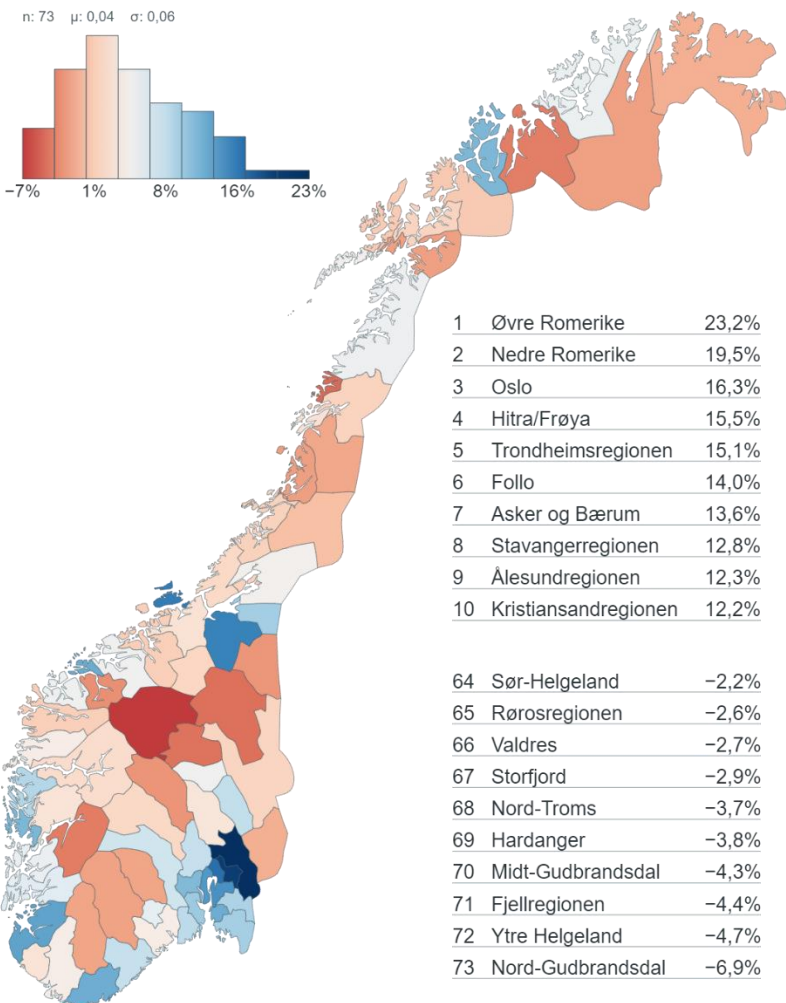 n: 73 μ: 0,04 σ: 0,06
−7% 1% 8% 16% 23%
1 Øvre Romerike 23,2%
2 Nedre Romerike 19,5%
3 Oslo 16,3%
4 Hitra/Frøya 15,5%
5 Trondheimsregionen 15,1%
6 Follo 14,0%
7 Asker og Bærum 13,6%
8 Stavangerregionen 12,8%
9 Ålesundregionen 12,3%
10 Kristiansandregionen 12,2%
64 Sør-Helgeland −2,2%
65 Rørosregionen −2,6%
66 Valdres −2,7%
67 Storfjord −2,9%
68 Nord-Troms −3,7%
69 Hardanger −3,8%
70 Midt-Gudbrandsdal −4,3%
71 Fjellregionen −4,4%
72 Ytre Helgeland −4,7%
73 Nord-Gudbrandsdal −6,9%